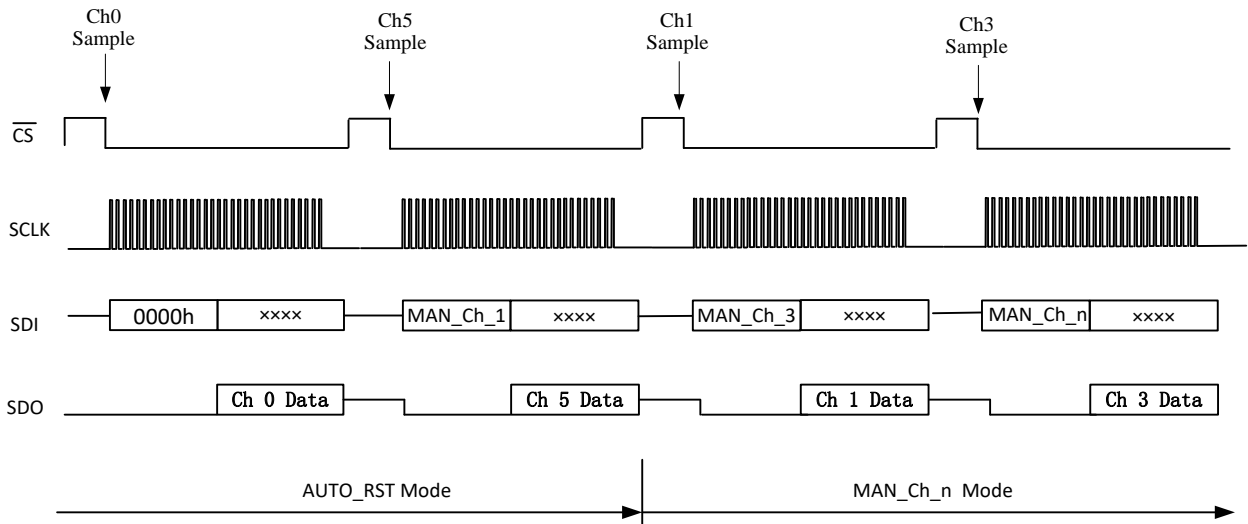 Ch0
Sample
Ch5
Sample
Ch1
Sample
Ch3
Sample
CS
SCLK
SDI
0000h
××××
MAN_Ch_1
××××
MAN_Ch_3
××××
MAN_Ch_n
××××
SDO
Ch 0 Data
Ch 5 Data
Ch 1 Data
Ch 3 Data
AUTO_RST Mode
MAN_Ch_n Mode